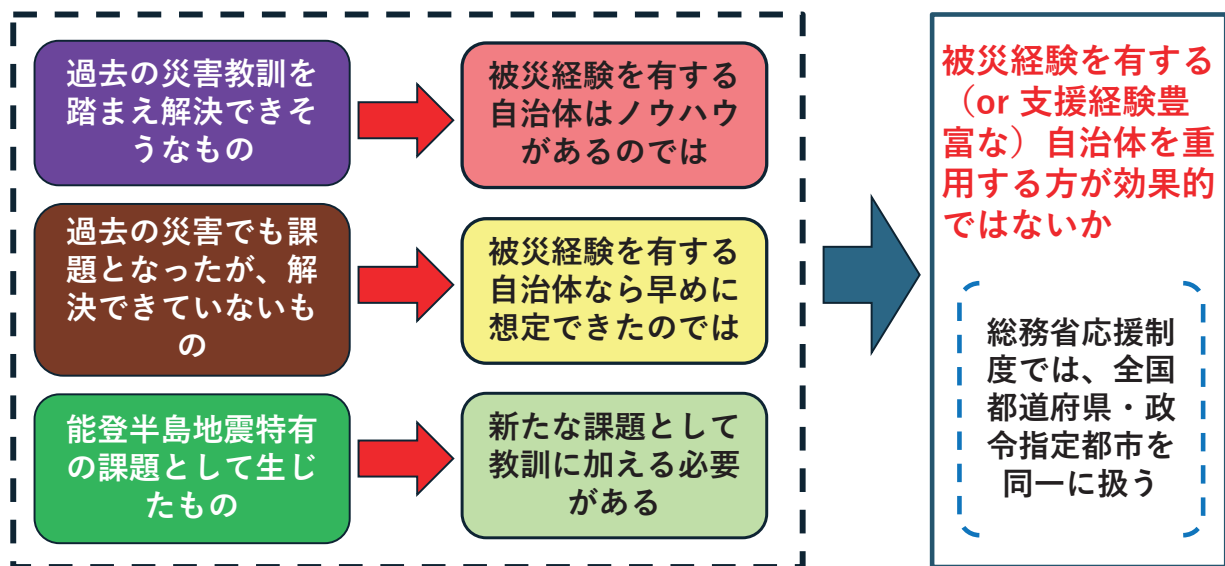 過去の災害教訓を
踏まえ解決できそ
うなもの
被災経験を有する
自治体はノウハウ
があるのでは
過去の災害でも課
題となったが、解
決できていないも
の
被災経験を有する
自治体なら早めに
想定できたのでは
能登半島地震特有
の課題として生じ
たもの
新たな課題として
教訓に加える必要
がある
被災経験を有する
（or 支援経験豊
富な）自治体を重
用する方が効果的
ではないか
総務省応援制
度では、全国
都道府県・政
令指定都市を
同一に扱う